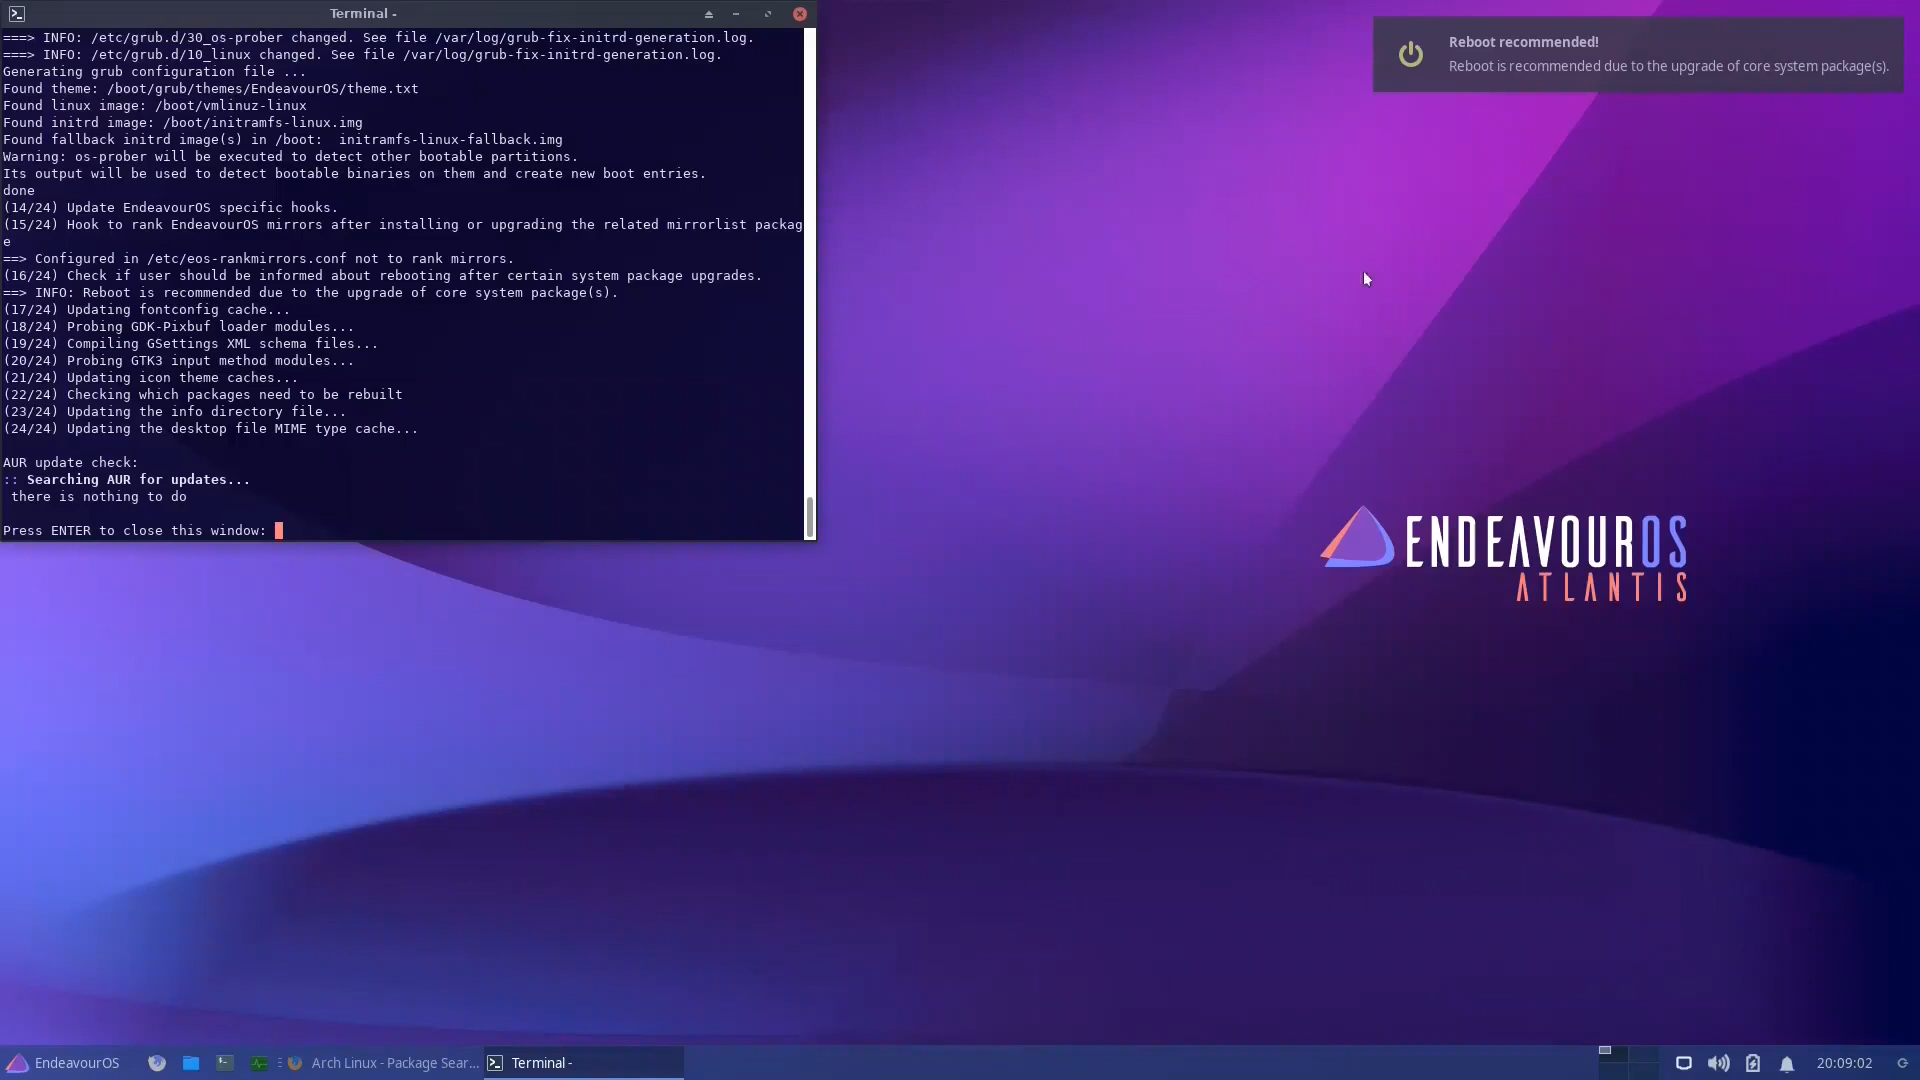 Terminal -
===> INFO: /etc/grub.d/30_os-prober changed. See file /var/log/grub-fix-initrd-generation.log.
===> INFO: /etc/grub.d/10_linux changed. See file /var/log/grub-fix-initrd-generation.log.
Generating grub configuration file ...
Found theme: /boot/grub/themes/EndeavourOS/theme.txt
Found linux image: /boot/vmlinuz-linux
Found initrd image: /boot/initramfs-linux.img
Found fallback initrd image(s) in /boot:  initramfs-linux-fallback.img
Warning: os-prober will be executed to detect other bootable partitions.
Its output will be used to detect bootable binaries on them and create new boot entries.
done
(14/24) Update EndeavourOS specific hooks.
(15/24) Hook to rank EndeavourOS mirrors after installing or upgrading the related mirrorlist packag
e
==> Configured in /etc/eos-rankmirrors.conf not to rank mirrors.
(16/24) Check if user should be informed about rebooting after certain system package upgrades.
==> INFO: Reboot is recommended due to the upgrade of core system package(s).
(17/24) Updating fontconfig cache...
(18/24) Probing GDK-Pixbuf loader modules...
(19/24) Compiling GSettings XML schema files...
(20/24) Probing GTK3 input method modules...
(21/24) Updating icon theme caches...
(22/24) Checking which packages need to be rebuilt
(23/24) Updating the info directory file...
(24/24) Updating the desktop file MIME type cache...
AUR update check:
:: Searching AUR for updates...
there is nothing to do
Press ENTER to close this window:
Reboot recommended!
Reboot is recommended due to the upgrade of core system package(s).
ENDEAVOUROS
ATLANTIS
EndeavourOS
Arch Linux - Package Sear...
Terminal -
20:09:02